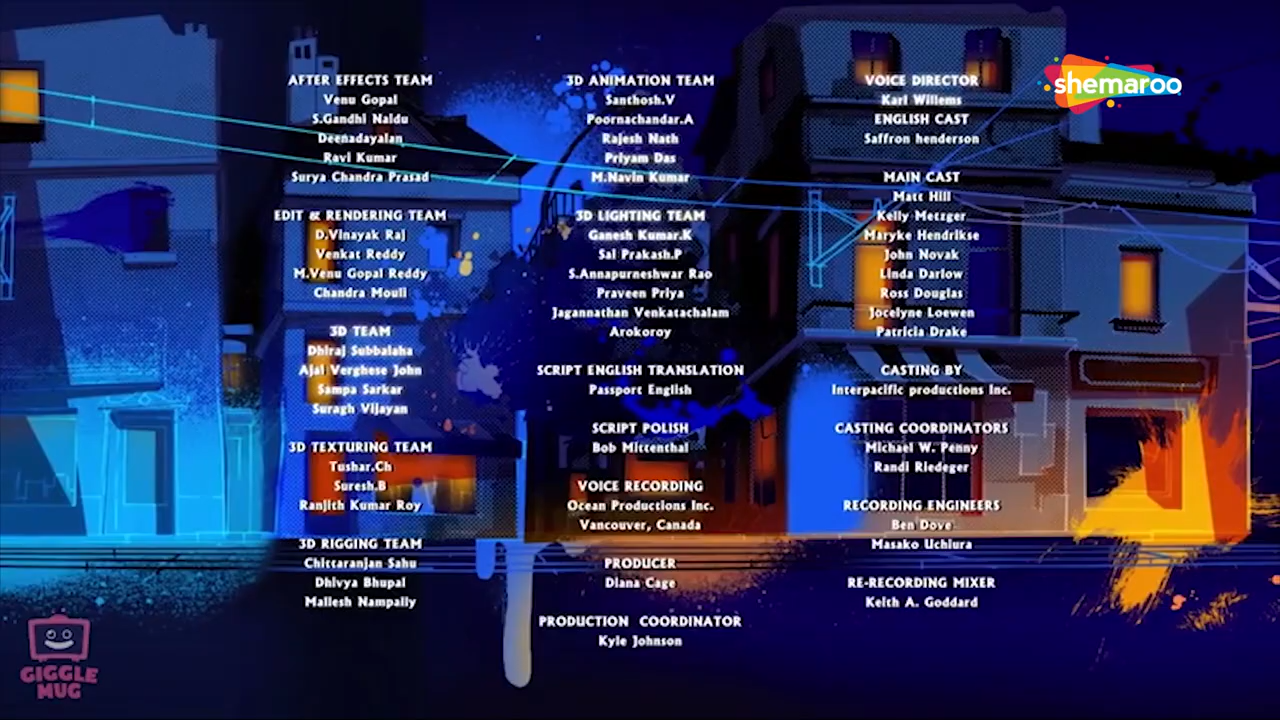 AFTER EFFECTS TEAM
Venu Gopal
S.Gandhi Naidu
Deenadayalan
Ravi Kumar
Surya Chandra Prasad
EDIT & RENDERING TEAM
D.Vinayak Raj
Venkat Reddy
M.Venu Gopal Reddy
Chandra Mouli
3D TEAM
Dhiraj Subbaiaha
Ajai Verghese John
Sampa Sarkar
Suragh Vijayan
3D TEXTURING TEAM
Tushar.Ch
Suresh.B
Ranjith Kumar Roy
3D RIGGING TEAM
Chittaranjan Sahu
Dhivya Bhupal
Mallesh Nampally
3D ANIMATION TEAM
Santhosh.V
Poornachandar.A
Rajesh Nath
Priyam Das
M.Navin Kumar
3D LIGHTING TEAM
Ganesh Kumar.K
Sai Prakash.P
S.Annapurneshwar Rao
Praveen Priya
Jagannathan Venkatachalam
Arokoroy
SCRIPT ENGLISH TRANSLATION
Passport English
SCRIPT POLISH
Bob Mittenthal
VOICE RECORDING
Ocean Productions Inc.
Vancouver, Canada
PRODUCER
Diana Cage
PRODUCTION COORDINATOR
Kyle Johnson
VOICE DIRECTOR
Karl Willems
ENGLISH CAST
Saffron henderson
MAIN CAST
Matt Hill
Kelly Metzger
Maryke Hendrikse
John Novak
Linda Darlow
Ross Douglas
Jocelyne Loewen
Patricia Drake
CASTING BY
Interpacific productions Inc.
CASTING COORDINATORS
Michael W. Penny
Randi Riedeger
RECORDING ENGINEERS
Ben Dove
Masako Uchiura
RE-RECORDING MIXER
Keith A. Goddard
shemaroo
GIGGLE
MUG